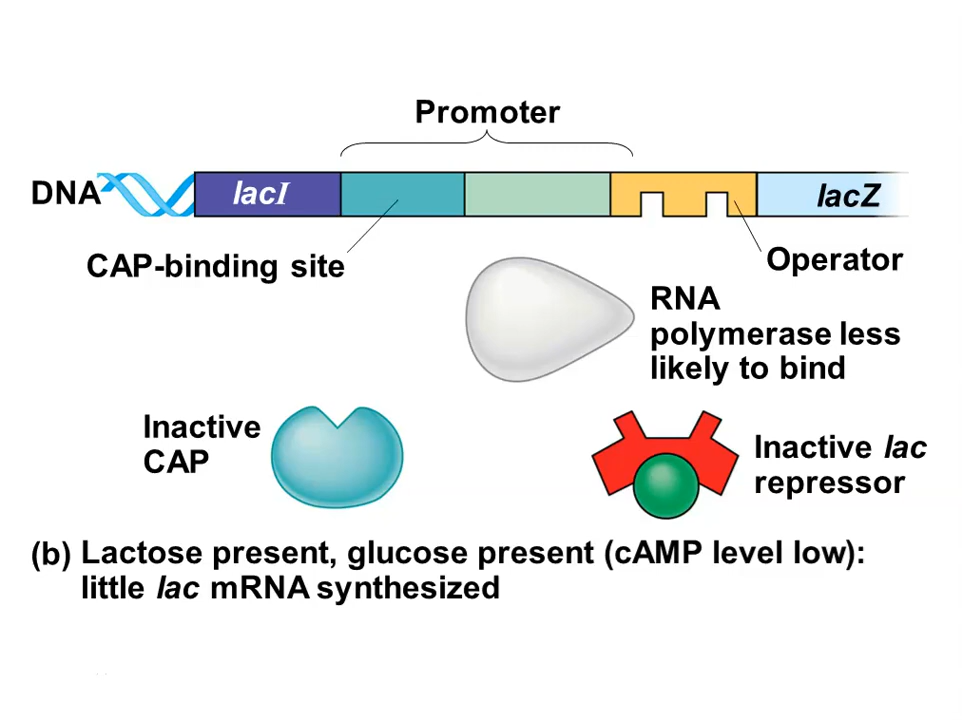 Promoter
DNA
lacI
lacZ
CAP-binding site
Operator
RNA
polymerase less
likely to bind
Inactive
CAP
Inactive lac
repressor
(b) Lactose present, glucose present (cAMP level low):
little lac mRNA synthesized